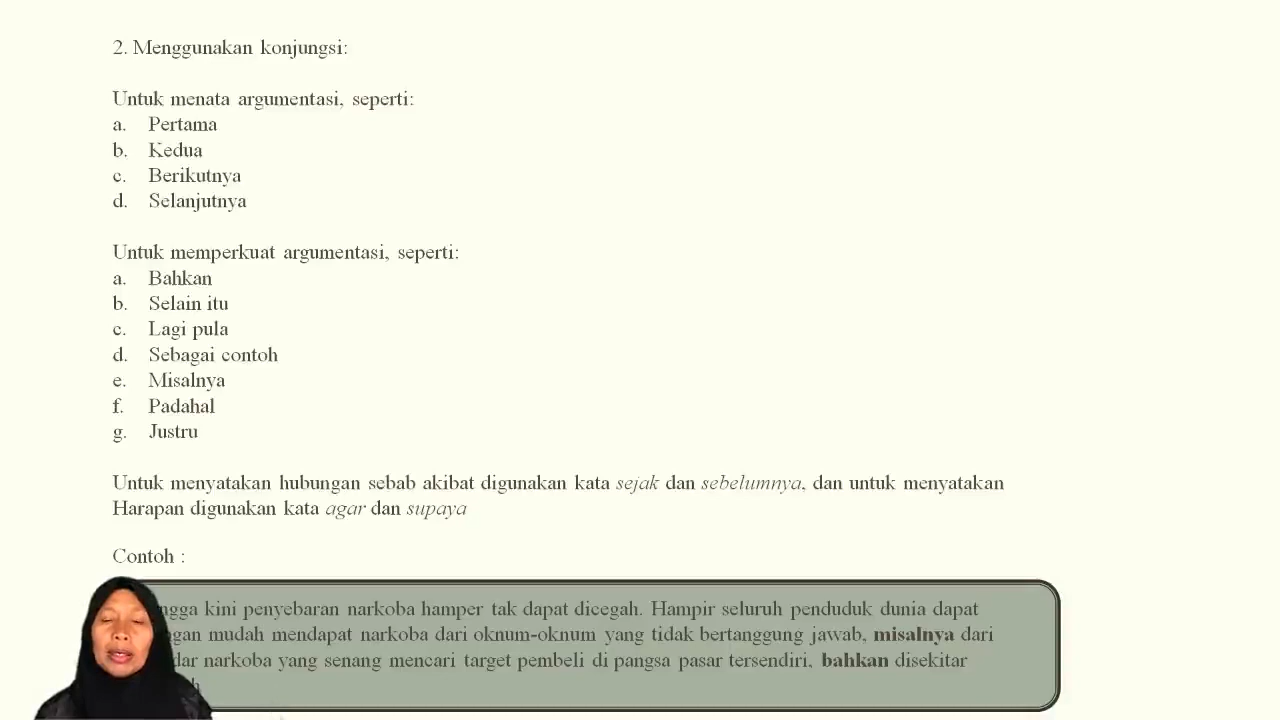 2. Menggunakan konjungsi:
Untuk menata argumentasi, seperti:
a. Pertama
b. Kedua
c. Berikutnya
d. Selanjutnya
Untuk memperkuat argumentasi, seperti:
a. Bahkan
b. Selain itu
c. Lagi pula
d. Sebagai contoh
e. Misalnya
f. Padahal
g. Justru
Untuk menyatakan hubungan sebab akibat digunakan kata sejak dan sebelumnya, dan untuk menyatakan
Harapan digunakan kata agar dan supaya
Contoh :
kini penyebaran narkoba hamper tak dapat dicegah. Hampir seluruh penduduk dunia dapat
mudah mendapat narkoba dari oknum-oknum yang tidak bertanggung jawab, misalnya dari
narkoba yang senang mencari target pembeli di pangsa pasar tersendiri, bahkan disekitar